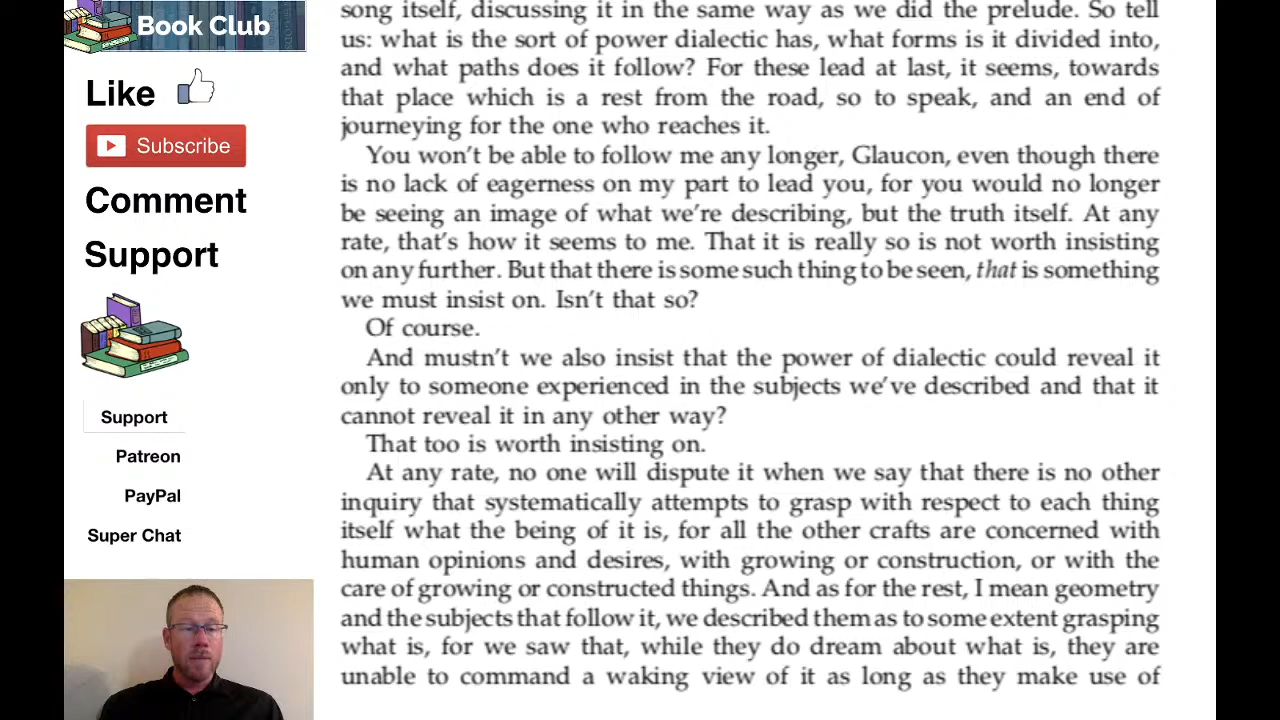 Book Club
Like
Subscribe
Comment
Support
Support
Patreon
PayPal
Super Chat
song itself, discussing it in the same way as we did the prelude. So tell
us: what is the sort of power dialectic has, what forms is it divided into,
and what paths does it follow? For these lead at last, it seems, towards
that place which is a rest from the road, so to speak, and an end of
journeying for the one who reaches it.
You won't be able to follow me any longer, Glaucon, even though there
is no lack of eagerness on my part to lead you, for you would no longer
be seeing an image of what we're describing, but the truth itself. At any
rate, that's how it seems to me. That it is really so is not worth insisting
on any further. But that there is some such thing to be seen, that is something
we must insist on. Isn't that so?
Of course.
And mustn't we also insist that the power of dialectic could reveal it
only to someone experienced in the subjects we've described and that it
cannot reveal it in any other way?
That too is worth insisting on.
At any rate, no one will dispute it when we say that there is no other
inquiry that systematically attempts to grasp with respect to each thing
itself what the being of it is, for all the other crafts are concerned with
human opinions and desires, with growing or construction, or with the
care of growing or constructed things. And as for the rest, I mean geometry
and the subjects that follow it, we described them as to some extent grasping
what is, for we saw that, while they do dream about what is, they are
unable to command a waking view of it as long as they make use of